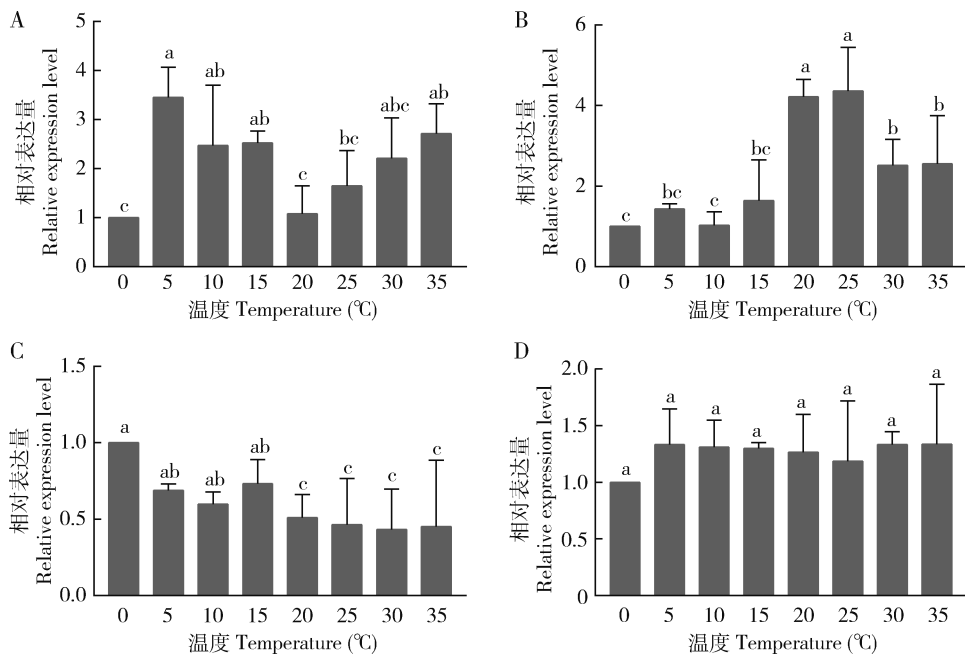 A
相对表达量
Relative expression level
5
4
3
2
1
0
c
a
ab
ab
c
bc
abc
ab
0 5 10 15 20 25 30 35
温度 Temperature (℃)
B
相对表达量
Relative expression level
6
4
2
0
c
bc
c
bc
a
a
b
b
0 5 10 15 20 25 30 35
温度 Temperature (℃)
C
相对表达量
Relative expression level
1.5
1.0
0.5
0.0
a
ab
ab
ab
c
c
c
c
0 5 10 15 20 25 30 35
温度 Temperature (℃)
D
相对表达量
Relative expression level
2.0
1.5
1.0
0.5
0
a
a
a
a
a
a
a
a
0 5 10 15 20 25 30 35
温度 Temperature (℃)